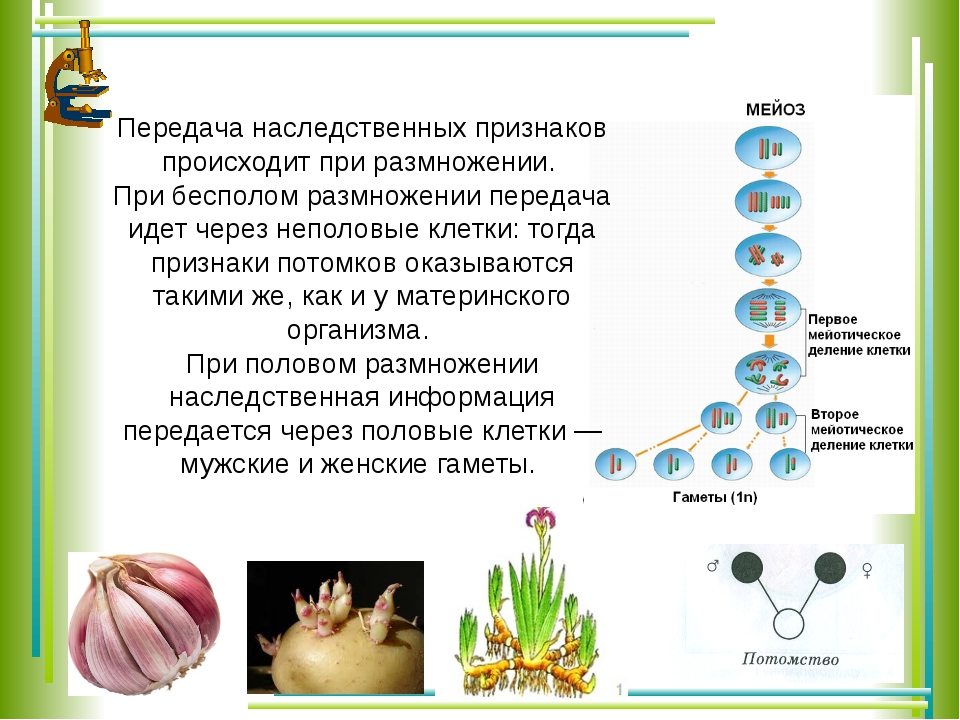 Передача наследственных признаков
происходит при размножении.
При бесполом размножении передача
идет через неполовые клетки: тогда
признаки потомков оказываются
такими же, как и у материнского
организма.
При половом размножении
наследственная информация
передается через половые клетки —
мужские и женские гаметы.
МЕЙОЗ
Первое
мейотическое
деление клетки
Второе
мейотическое
деление клетки
Гаметы (1n)
1
♂ ♀
Потомство